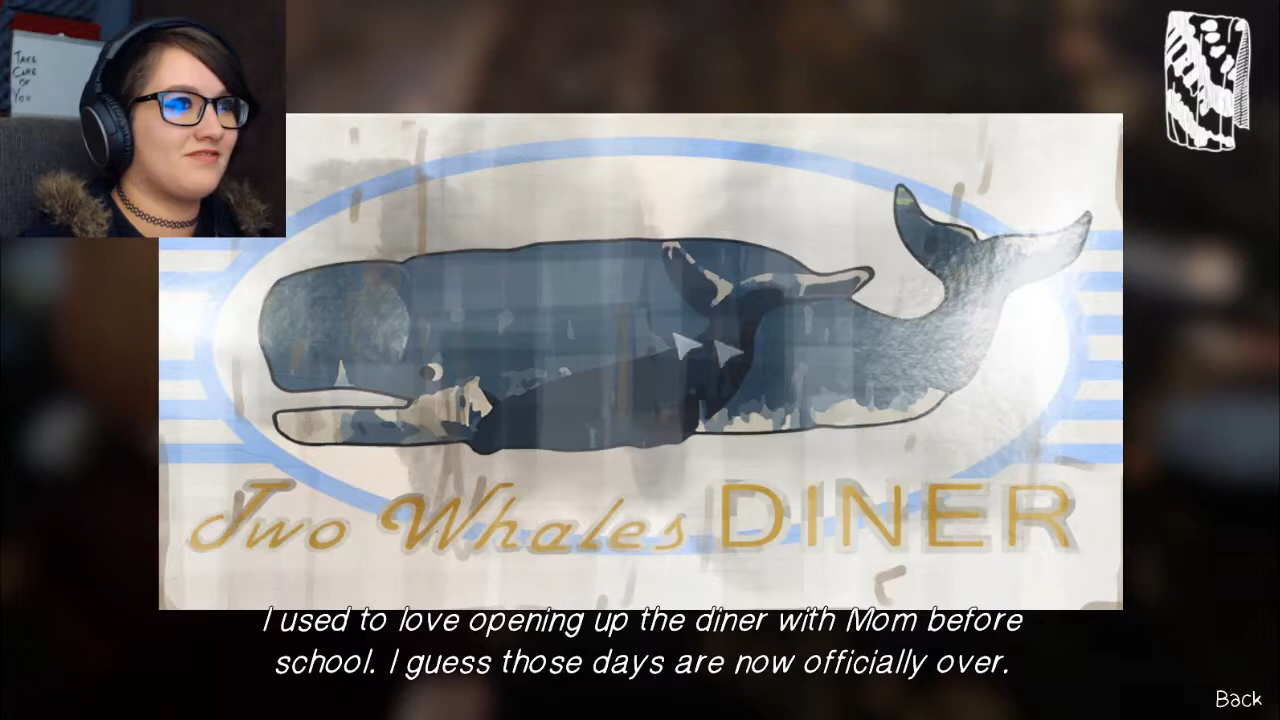 TAKE
CARE
OF
YOU
Two Whales DINER
I used to love opening up the diner with Mom before
school. I guess those days are now officially over.
Back